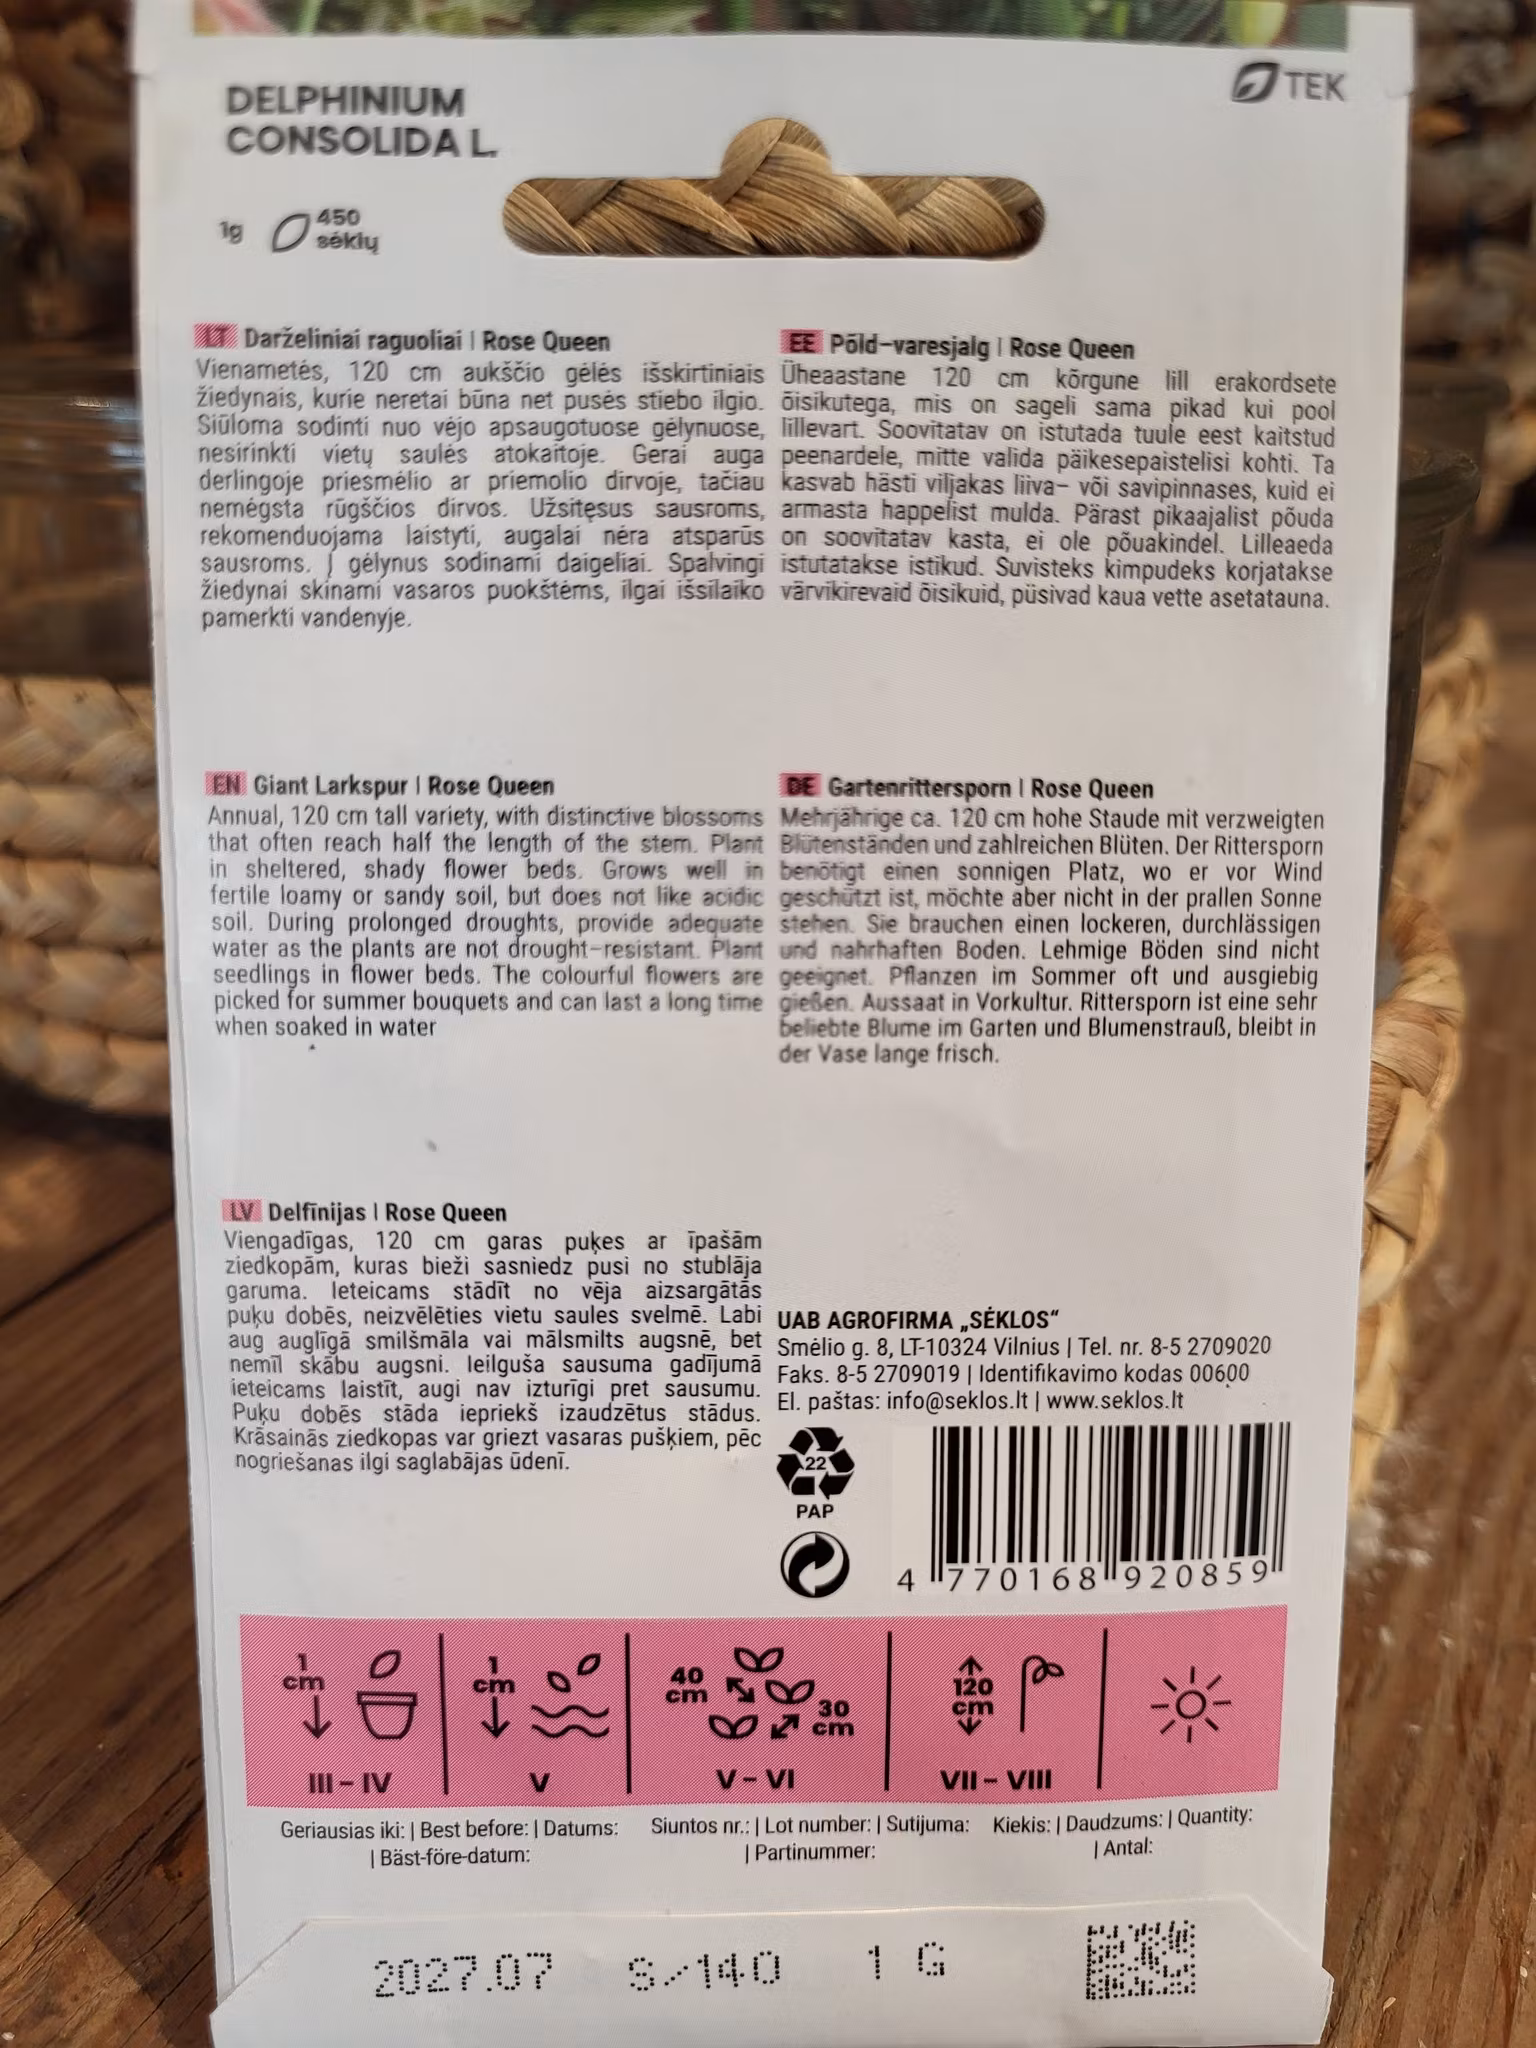 DELPHINIUM
CONSOLIDA L.
TEK
1g 450
sėklų
LT Darželiniai raguoliai | Rose Queen
Vienametės, 120 cm aukščio gėlės išskirtiniais
žiedynais, kurie neretai būna net pusės stiebo ilgio.
Siūloma sodinti nuo vėjo apsaugotuose gėlynuose,
nesirinkti vietų saulės atokaitoje. Gerai auga
derlingoje priesmėlio ar priemolio dirvoje, tačiau
nemėgsta rūgščios dirvos. Užsitęsus sausroms,
rekomenduojama laistyti, augalai nėra atsparūs
sausroms. Į gėlynus sodinami daigeliai. Spalvingi
žiedynai skinami vasaros puokštėms, ilgai išsilaiko
pamerkti vandenyje.
EE Põld-varesjalg | Rose Queen
Üheaastane 120 cm kõrgune lill erakordsete
õisikutega, mis on sageli sama pikad kui pool
lillevart. Soovitatav on istutada tuule eest kaitstud
peenardele, mitte valida päikesepaistelisi kohti. Ta
kasvab hästi viljakas liiva- või savipinnases, kuid ei
armasta happelist mulda. Pärast pikaajalist põuda
on soovitatav kasta, ei ole põuakindel. Lilleaeda
istutatakse istikud. Suvisteks kimpudeks korjatakse
värvikirevaid õisikuid, püsivad kaua vette asetatauna.
EN Giant Larkspur | Rose Queen
Annual, 120 cm tall variety, with distinctive blossoms
that often reach half the length of the stem. Plant
in sheltered, shady flower beds. Grows well in
fertile loamy or sandy soil, but does not like acidic
soil. During prolonged droughts, provide adequate
water as the plants are not drought-resistant. Plant
seedlings in flower beds. The colourful flowers are
picked for summer bouquets and can last a long time
when soaked in water
DE Gartenrittersporn | Rose Queen
Mehrjährige ca. 120 cm hohe Staude mit verzweigten
Blütenständen und zahlreichen Blüten. Der Rittersporn
benötigt einen sonnigen Platz, wo er vor Wind
geschützt ist, möchte aber nicht in der prallen Sonne
stehen. Sie brauchen einen lockeren, durchlässigen
und nahrhaften Boden. Lehmige Böden sind nicht
geeignet. Pflanzen im Sommer oft und ausgiebig
gießen. Aussaat in Vorkultur. Rittersporn ist eine sehr
beliebte Blume im Garten und Blumenstrauß, bleibt in
der Vase lange frisch.
LV Delfīnijas | Rose Queen
Viengadīgas, 120 cm garas puķes ar īpašām
ziedkopām, kuras bieži sasniedz pusi no stublāja
garuma. Ieteicams stādīt no vēja aizsargātās
puķu dobēs, neizvēlēties vietu saules svelmē. Labi
aug auglīgā smilšmāla vai mālsmilts augsnē, bet
nemīl skābu augsni. Ieilguša sausuma gadījumā
ieteicams laistīt, augi nav izturīgi pret sausumu.
Puķu dobēs stāda iepriekš izaudzētus stādus.
Krāsainās ziedkopas var griezt vasaras pušķiem, pēc
nogriešanas ilgi saglabājas ūdenī.
UAB AGROFIRMA „SĖKLOS“
Smėlio g. 8, LT-10324 Vilnius | Tel. nr. 8-5 2709020
Faks. 8-5 2709019 | Identifikavimo kodas 00600
El. paštas: info@seklos.lt | www.seklos.lt
22
PAP
4 770168 920859
1 cm
III - IV
1 cm
V
40 cm
30 cm
V - VI
120 cm
VII - VIII
Geriausias iki: | Best before: | Datums:
| Bäst-före-datum:
Siuntos nr.: | Lot number: | Sutijuma:
| Partinummer:
Kiekis: | Daudzums: | Quantity:
| Antal:
2027.07 S/140 1 G